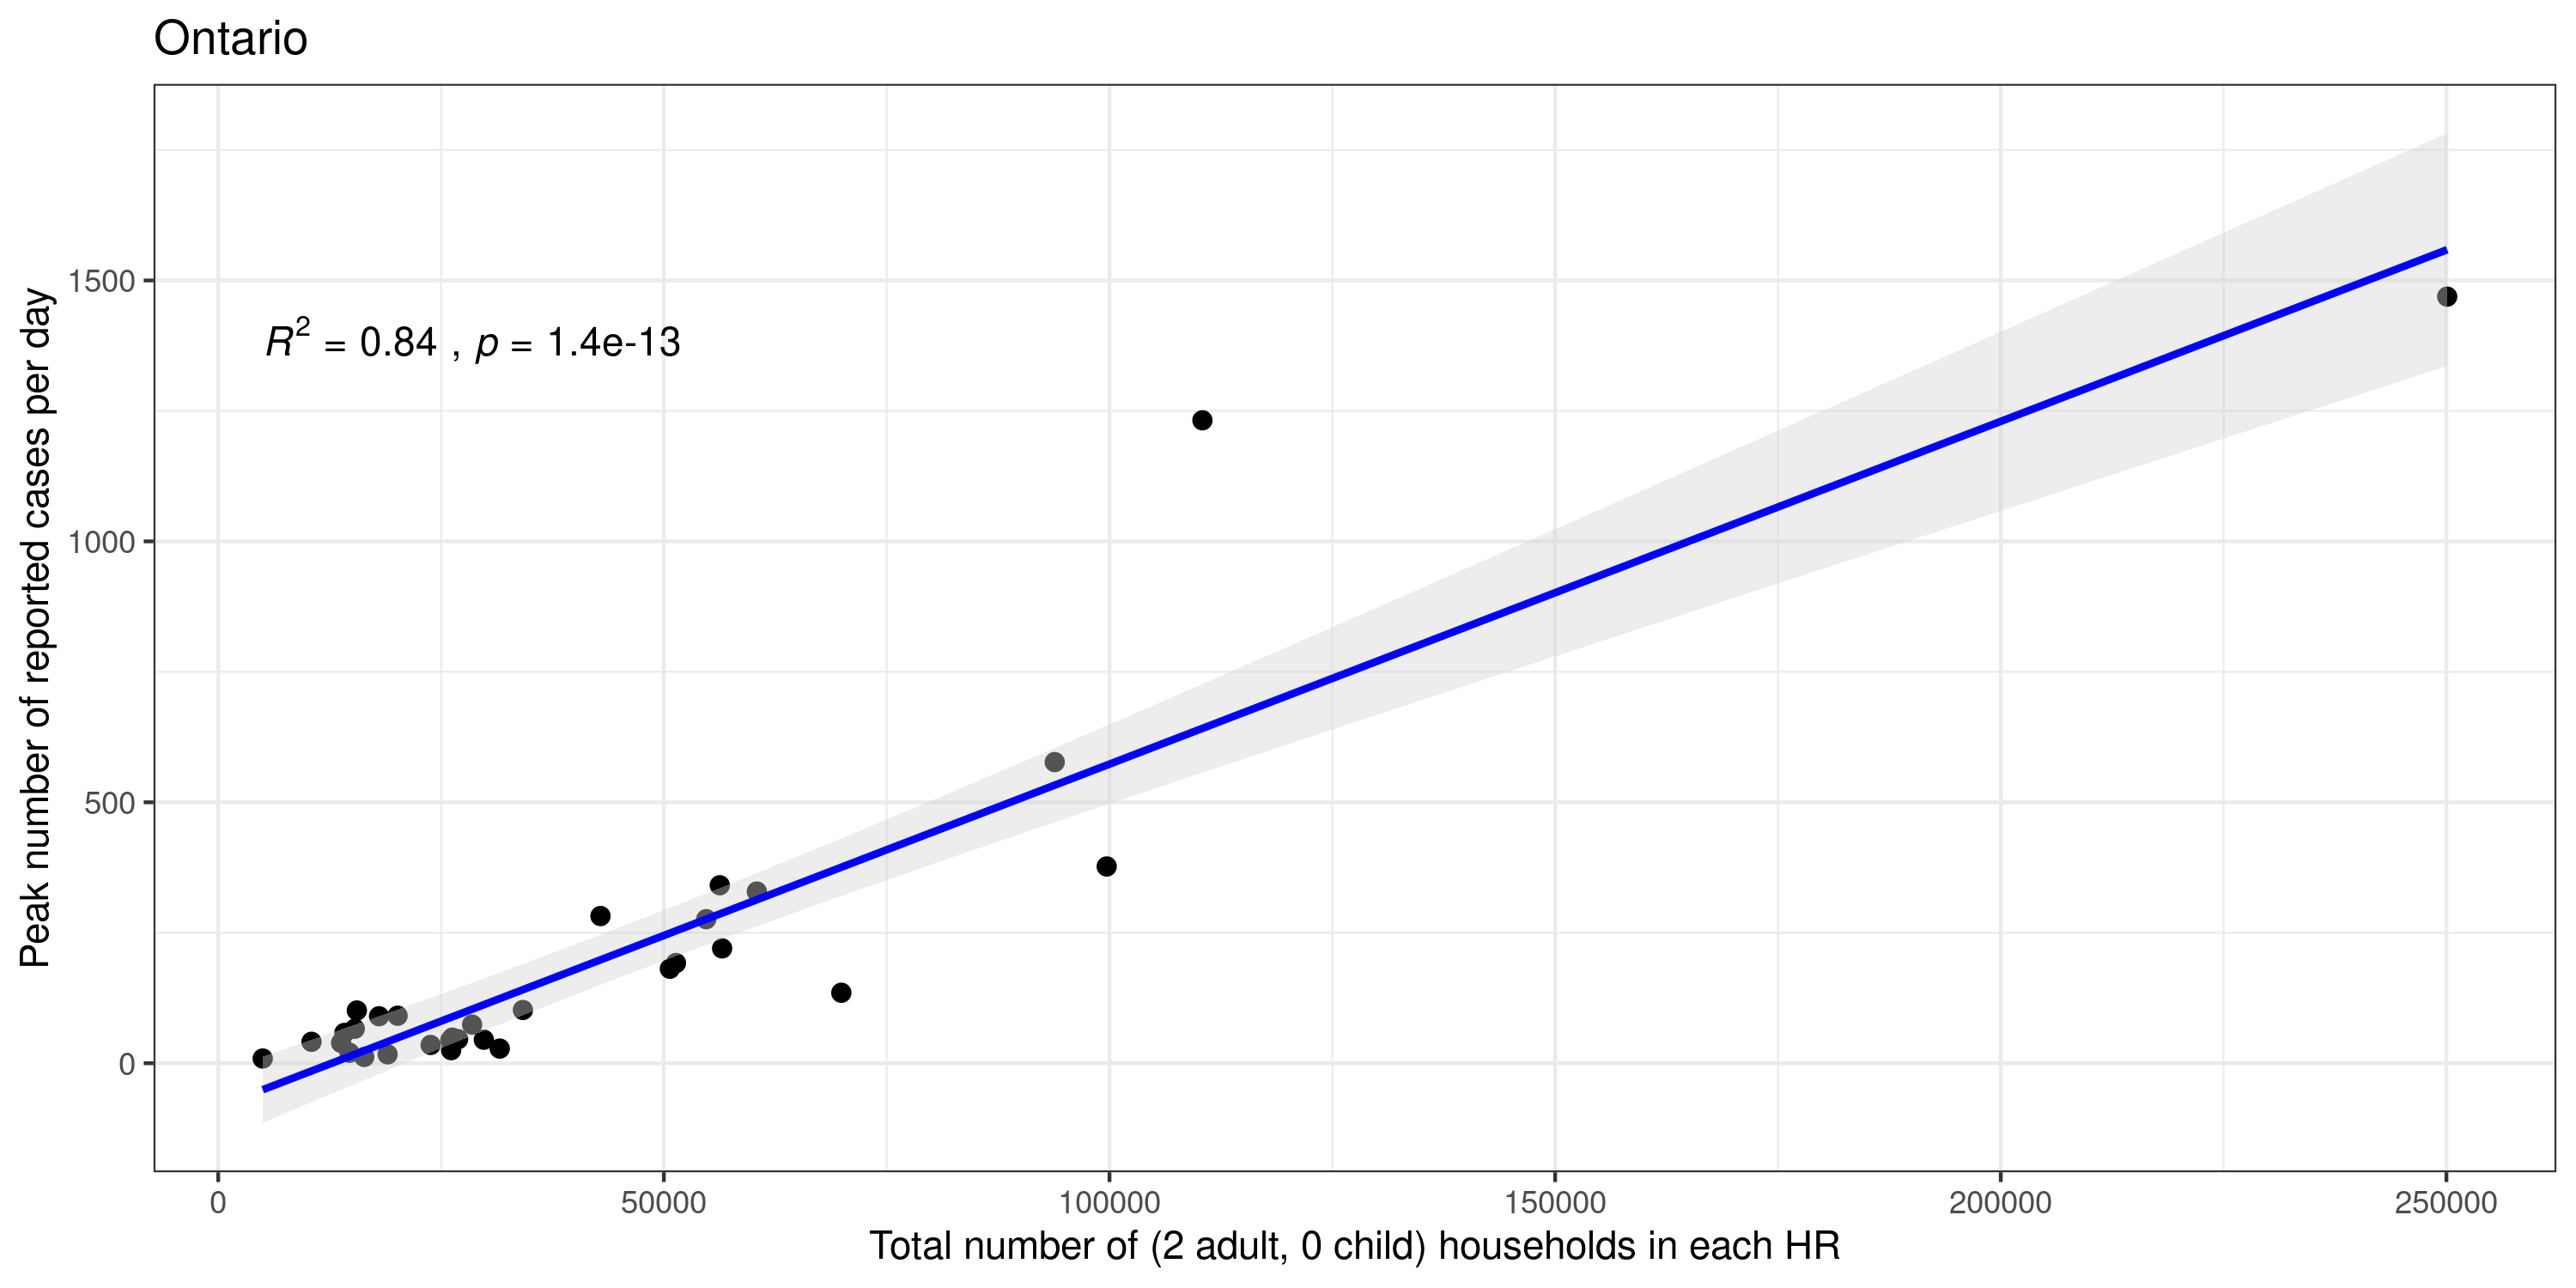 Ontario
R² = 0.84 , p = 1.4e-13
Peak number of reported cases per day
1500
1000
500
0
0 50000 100000 150000 200000 250000
Total number of (2 adult, 0 child) households in each HR